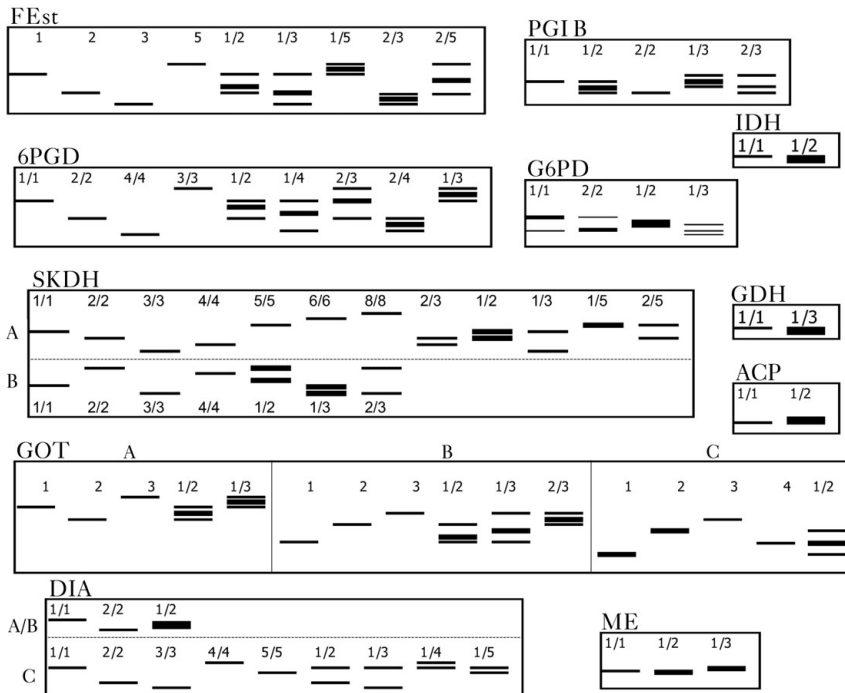 FEst
1 2 3 5 1/2 1/3 1/5 2/3 2/5
PGI B
1/1 1/2 2/2 1/3 2/3
IDH
1/1 1/2
6PGD
1/1 2/2 4/4 3/3 1/2 1/4 2/3 2/4 1/3
G6PD
1/1 2/2 1/2 1/3
SKDH
1/1 2/2 3/3 4/4 5/5 6/6 8/8 2/3 1/2 1/3 1/5 2/5
A
B
1/1 2/2 3/3 4/4 1/2 1/3 2/3
GDH
1/1 1/3
ACP
1/1 1/2
GOT A B C
1 2 3 1/2 1/3
1 2 3 1/2 1/3 2/3
1 2 3 4 1/2
DIA
1/1 2/2 1/2
A/B
1/1 2/2 3/3 4/4 5/5 1/2 1/3 1/4 1/5
C
ME
1/1 1/2 1/3